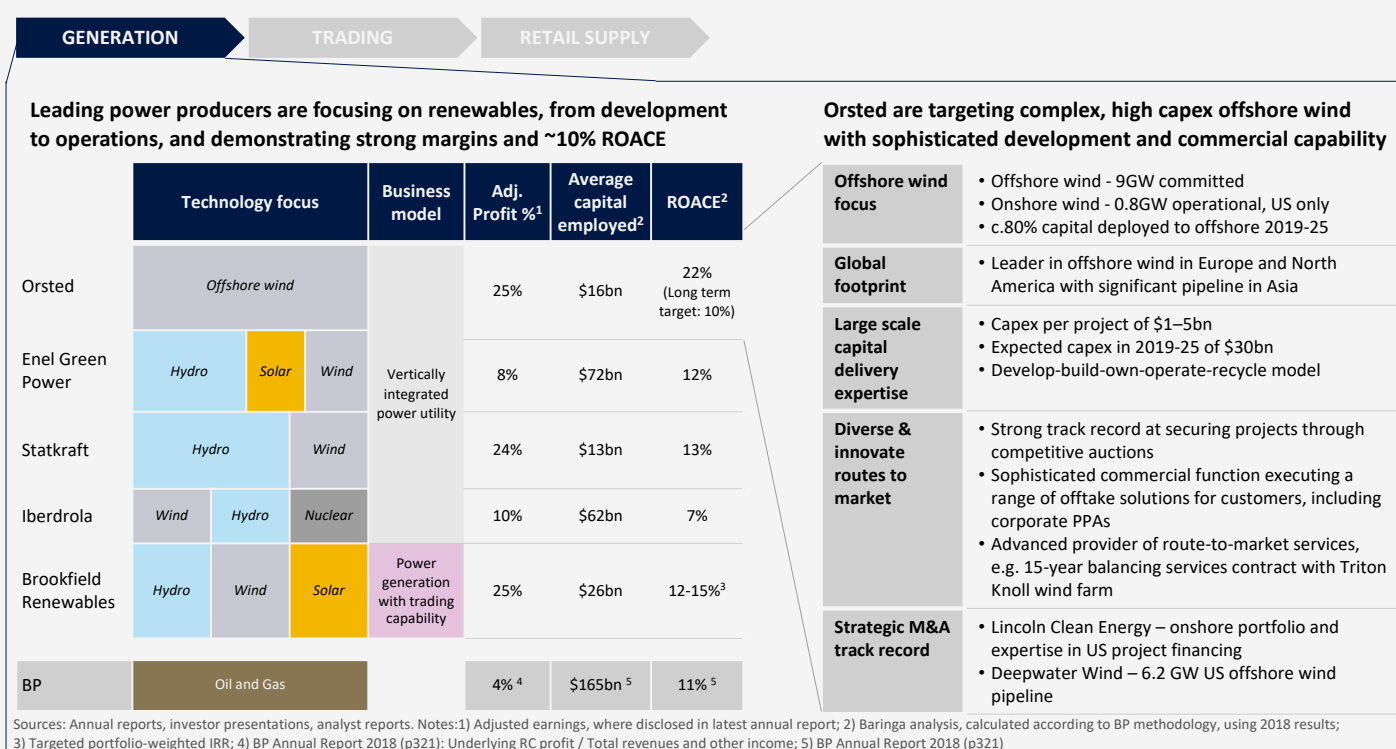 GENERATION
TRADING
RETAIL SUPPLY
Leading power producers are focusing on renewables, from development
to operations, and demonstrating strong margins and ~10% ROACE
Technology focus
Business
model
Adj.
Profit %1
Average
capital
employed2
ROACE2
Orsted
Offshore wind
25%
$16bn
22%
(Long term
target: 10%)
Enel Green
Power
Hydro
Solar
Wind
Vertically
integrated
power utility
8%
$72bn
12%
Statkraft
Hydro
Wind
24%
$13bn
13%
Iberdrola
Wind
Hydro
Nuclear
10%
$62bn
7%
Brookfield
Renewables
Hydro
Wind
Solar
Power
generation
with trading
capability
25%
$26bn
12-15%3
BP
Oil and Gas
4% 4
$165bn 5
11% 5
Orsted are targeting complex, high capex offshore wind
with sophisticated development and commercial capability
Offshore wind
focus
• Offshore wind - 9GW committed
• Onshore wind - 0.8GW operational, US only
• c.80% capital deployed to offshore 2019-25
Global
footprint
• Leader in offshore wind in Europe and North
America with significant pipeline in Asia
Large scale
capital
delivery
expertise
• Capex per project of $1–5bn
• Expected capex in 2019-25 of $30bn
• Develop-build-own-operate-recycle model
Diverse &
innovate
routes to
market
• Strong track record at securing projects through
competitive auctions
• Sophisticated commercial function executing a
range of offtake solutions for customers, including
corporate PPAs
• Advanced provider of route-to-market services,
e.g. 15-year balancing services contract with Triton
Knoll wind farm
Strategic M&A
track record
• Lincoln Clean Energy – onshore portfolio and
expertise in US project financing
• Deepwater Wind – 6.2 GW US offshore wind
pipeline
Sources: Annual reports, investor presentations, analyst reports. Notes:1) Adjusted earnings, where disclosed in latest annual report; 2) Baringa analysis, calculated according to BP methodology, using 2018 results;
3) Targeted portfolio-weighted IRR; 4) BP Annual Report 2018 (p321): Underlying RC profit / Total revenues and other income; 5) BP Annual Report 2018 (p321)